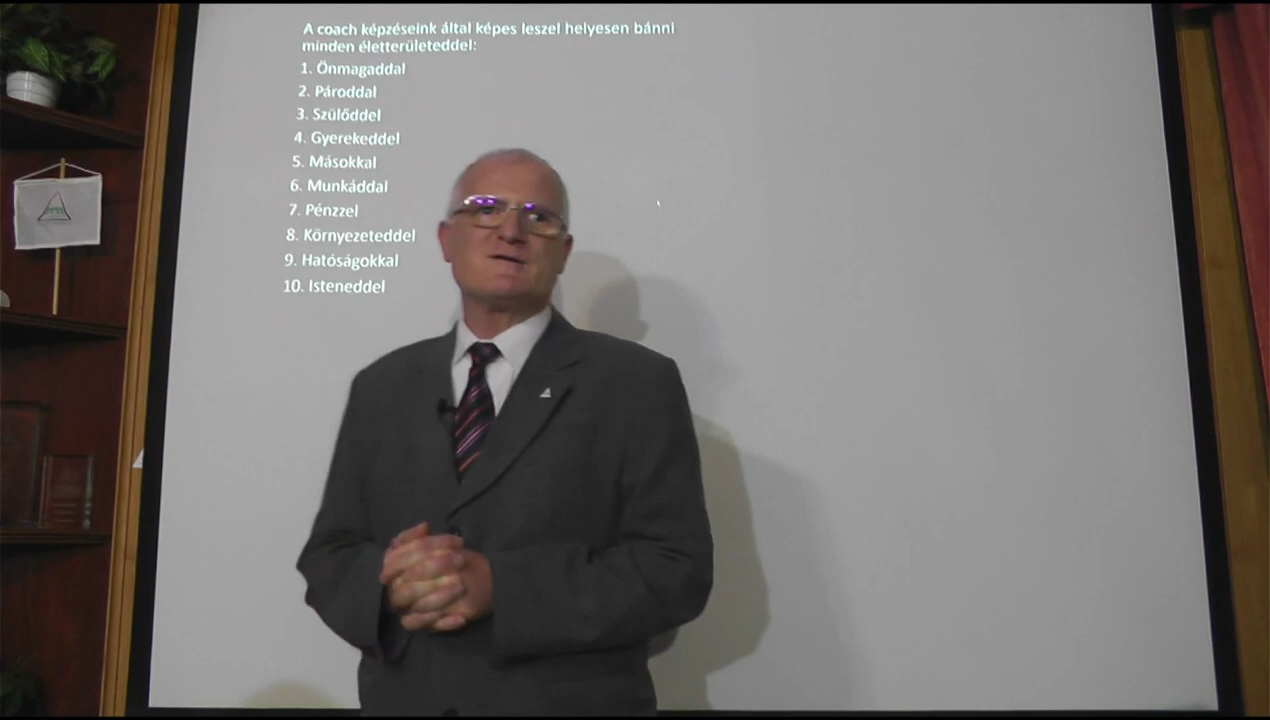 A coach képzéseink által képes leszel helyesen bánni
minden életterületeddel:
1. Önmagaddal
2. Pároddal
3. Szülőddel
4. Gyerekeddel
5. Másokkal
6. Munkáddal
7. Pénzzel
8. Környezeteddel
9. Hatóságokkal
10. Isteneddel